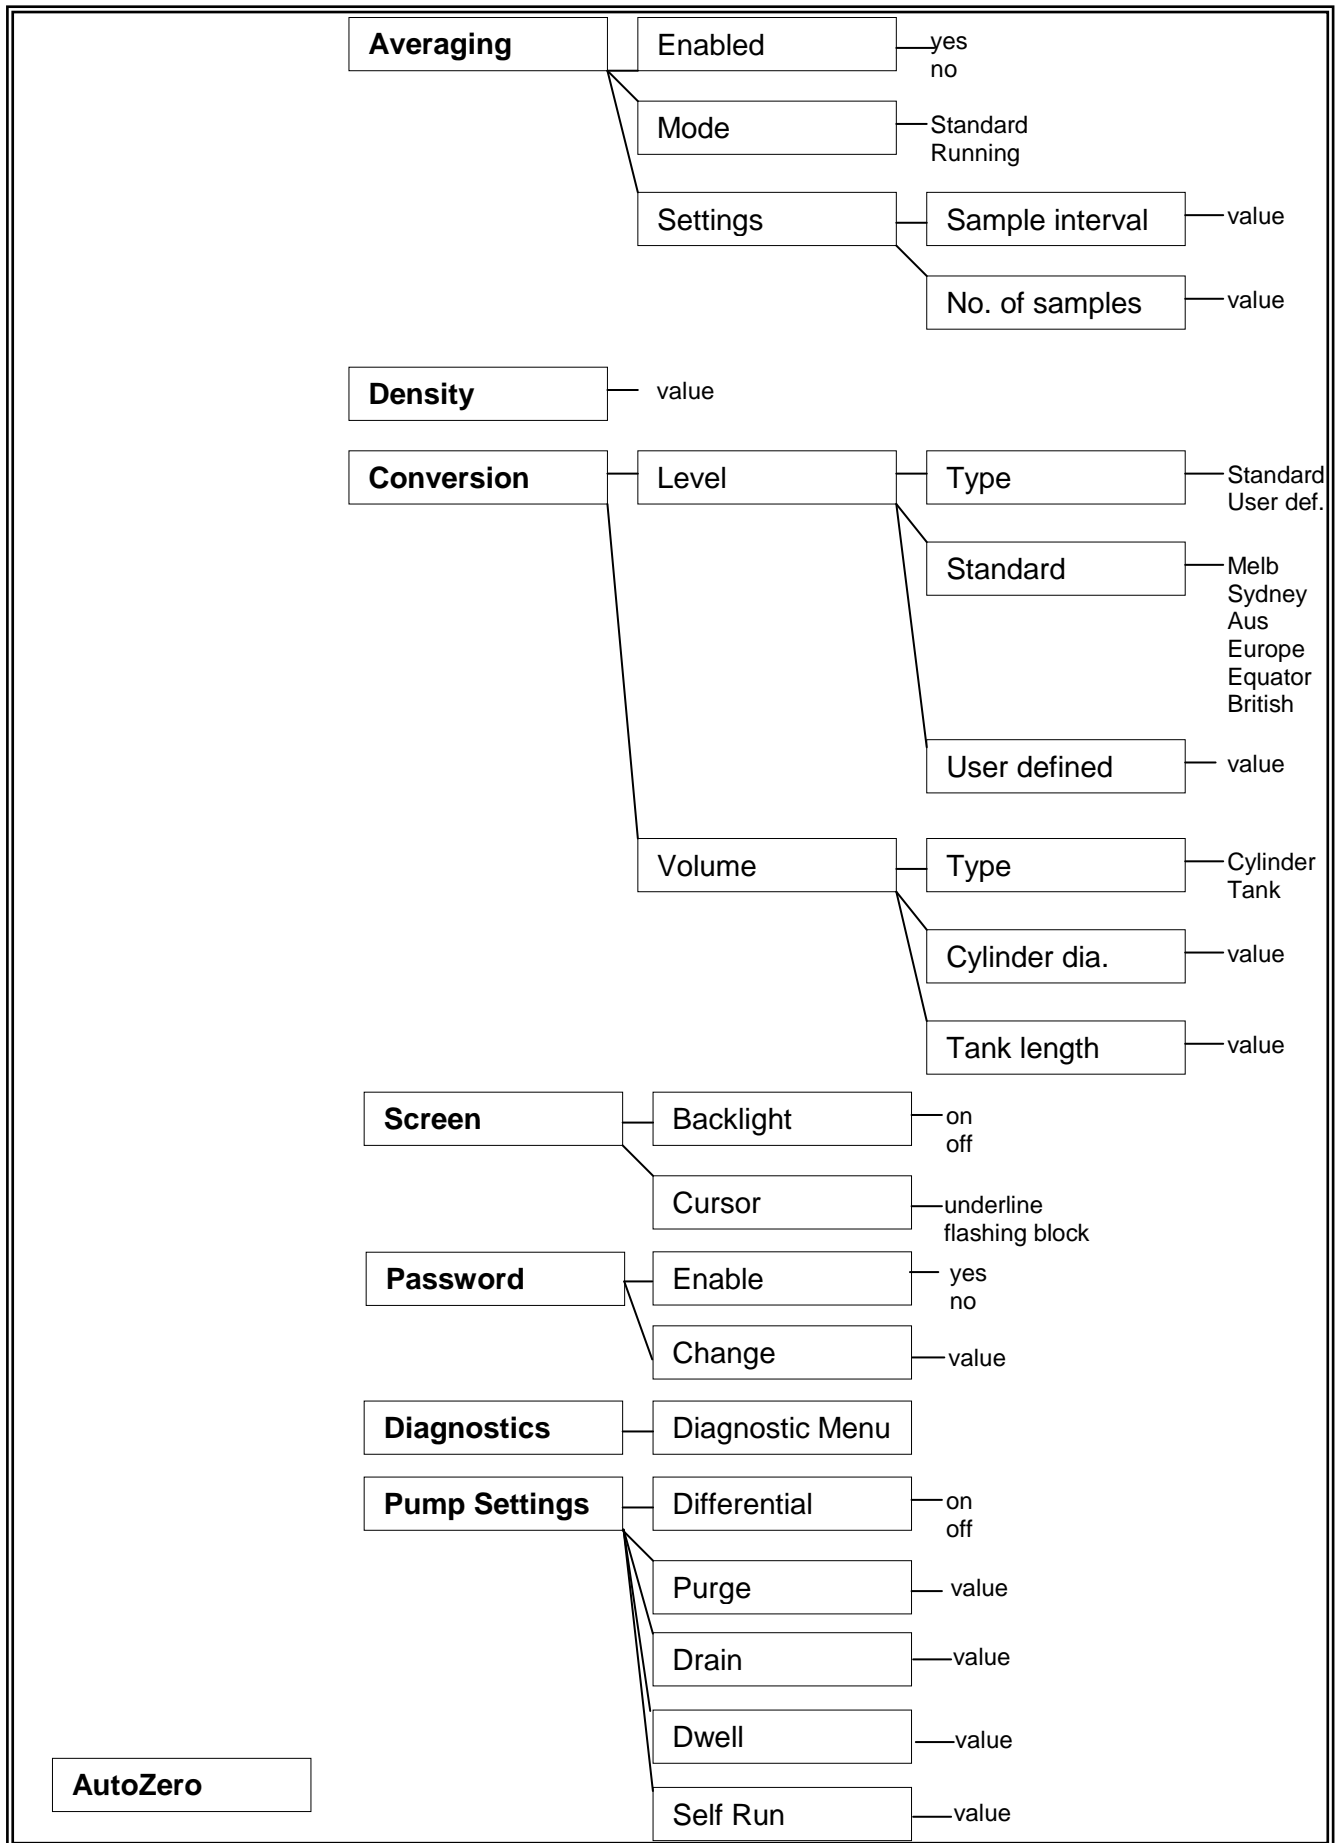 Averaging
Enabled
yes
no
Mode
Standard
Running
Settings
Sample interval
value
No. of samples
value
Density
value
Conversion
Level
Type
Standard
User def.
Standard
Melb
Sydney
Aus
Europe
Equator
British
User defined
value
Volume
Type
Cylinder
Tank
Cylinder dia.
value
Tank length
value
Screen
Backlight
on
off
Cursor
underline
flashing block
Password
Enable
yes
no
Change
value
Diagnostics
Diagnostic Menu
Pump Settings
Differential
on
off
Purge
value
Drain
value
Dwell
value
AutoZero
Self Run
value